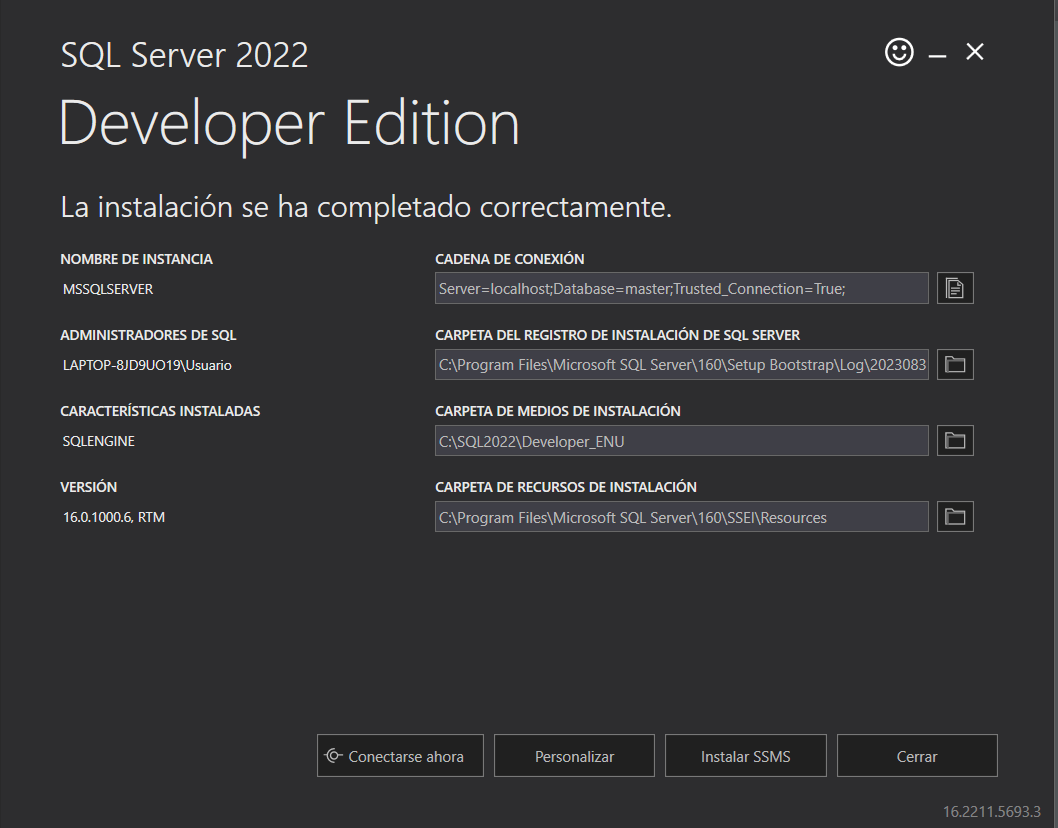 SQL Server 2022
Developer Edition
La instalación se ha completado correctamente.
NOMBRE DE INSTANCIA
MSSQLSERVER
CADENA DE CONEXIÓN
Server=localhost;Database=master;Trusted_Connection=True;
ADMINISTRADORES DE SQL
LAPTOP-8JD9UO19\Usuario
CARPETA DEL REGISTRO DE INSTALACIÓN DE SQL SERVER
C:\Program Files\Microsoft SQL Server\160\Setup Bootstrap\Log\2023083
CARACTERÍSTICAS INSTALADAS
SQLENGINE
CARPETA DE MEDIOS DE INSTALACIÓN
C:\SQL2022\Developer_ENU
VERSIÓN
16.0.1000.6, RTM
CARPETA DE RECURSOS DE INSTALACIÓN
C:\Program Files\Microsoft SQL Server\160\SSEI\Resources
Conectarse ahora
Personalizar
Instalar SSMS
Cerrar
16.2211.5693.3